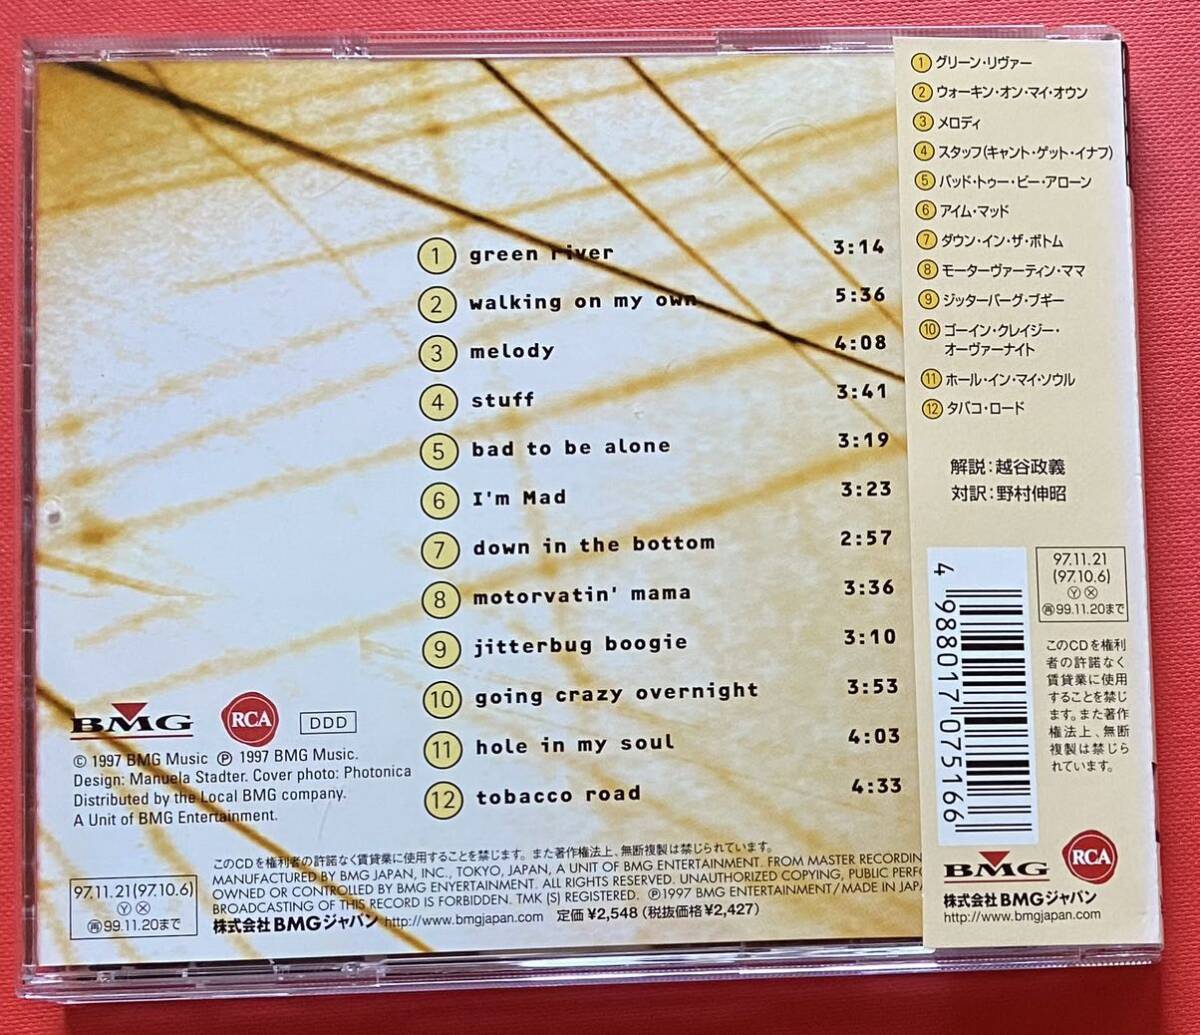 1 green river 3:14
2 walking on my own 5:36
3 melody 4:08
4 stuff 3:41
5 bad to be alone 3:19
6 I'm Mad 3:23
7 down in the bottom 2:57
8 motorvatin' mama 3:36
9 jitterbug boogie 3:10
10 going crazy overnight 3:53
11 hole in my soul 4:03
12 tobacco road 4:33
BMG
RCA
DDD
© 1997 BMG Music ℗ 1997 BMG Music.
Design: Manuela Stadter. Cover photo: Photonica
Distributed by the Local BMG company.
A Unit of BMG Entertainment.
97.11.21(97.10.6)
Ⓨ Ⓧ
再99.11.20まで
このCDを権利者の許諾なく賃貸業に使用することを禁じます。また著作権法上、無断複製は禁じられています。
MANUFACTURED BY BMG JAPAN, INC., TOKYO, JAPAN, A UNIT OF BMG ENTERTAINMENT. FROM MASTER RECORDIN
OWNED OR CONTROLLED BY BMG ENYERTAINMENT. ALL RIGHTS RESERVED. UNAUTHORIZED COPYING, PUBLIC PERF
BROADCASTING OF THIS RECORD IS FORBIDDEN. TMK (S) REGISTERED. ℗1997 BMG ENTERTAINMENT/MADE IN JAPA
株式会社BMGジャパン http://www.bmgjapan.com 定価¥2,548(税抜価格¥2,427)
1 グリーン・リヴァー
2 ウォーキン・オン・マイ・オウン
3 メロディ
4 スタッフ(キャント・ゲット・イナフ)
5 バッド・トゥー・ビー・アローン
6 アイム・マッド
7 ダウン・イン・ザ・ボトム
8 モーターヴァーティン・ママ
9 ジッターバーグ・ブギー
10 ゴーイン・クレイジー・
オーヴァーナイト
11 ホール・イン・マイ・ソウル
12 タバコ・ロード
解説:越谷政義
対訳:野村伸昭
4 988017 075166
97.11.21
(97.10.6)
Ⓨ Ⓧ
再99.11.20まで
このCDを権利
者の許諾なく
賃貸業に使用
することを禁じ
ます。また著作
権法上、無断
複製は禁じら
れています。
BMG
RCA
株式会社BMGジャパン
http://www.bmgjapan.com